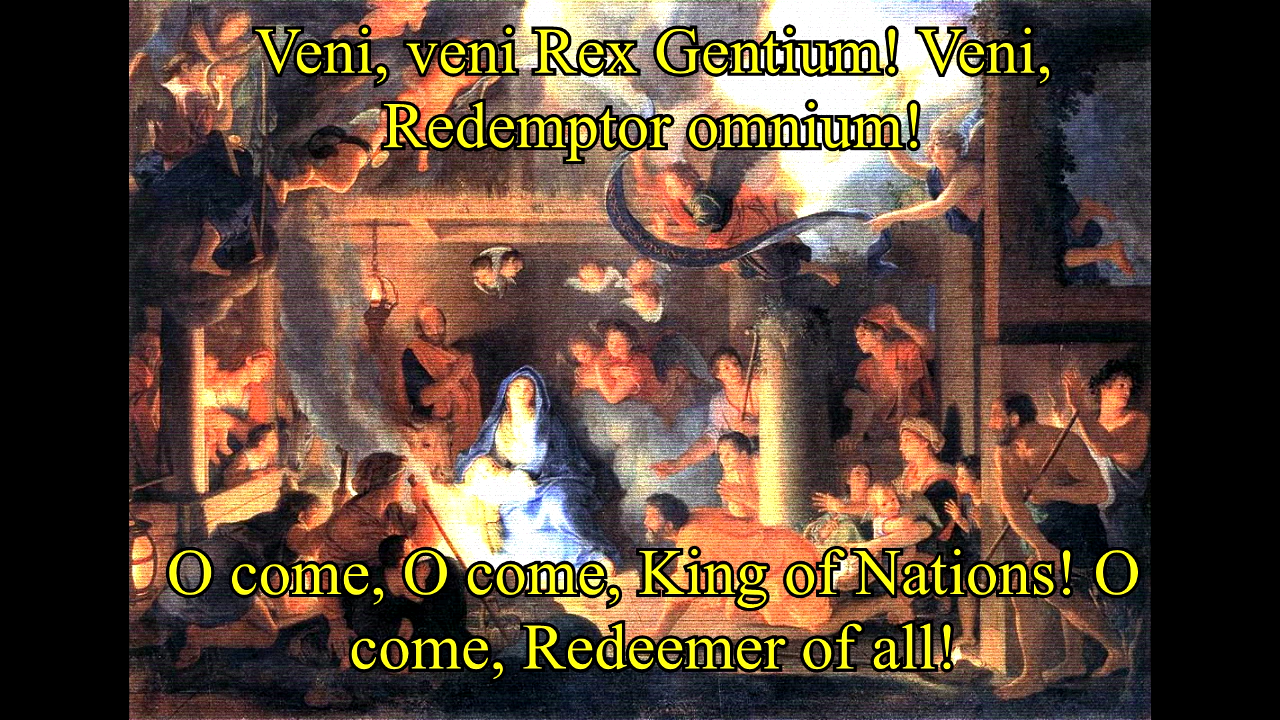 Veni, veni Rex Gentium! Veni,
Redemptor omnium!
O come, O come, King of Nations! O
come, Redeemer of all!